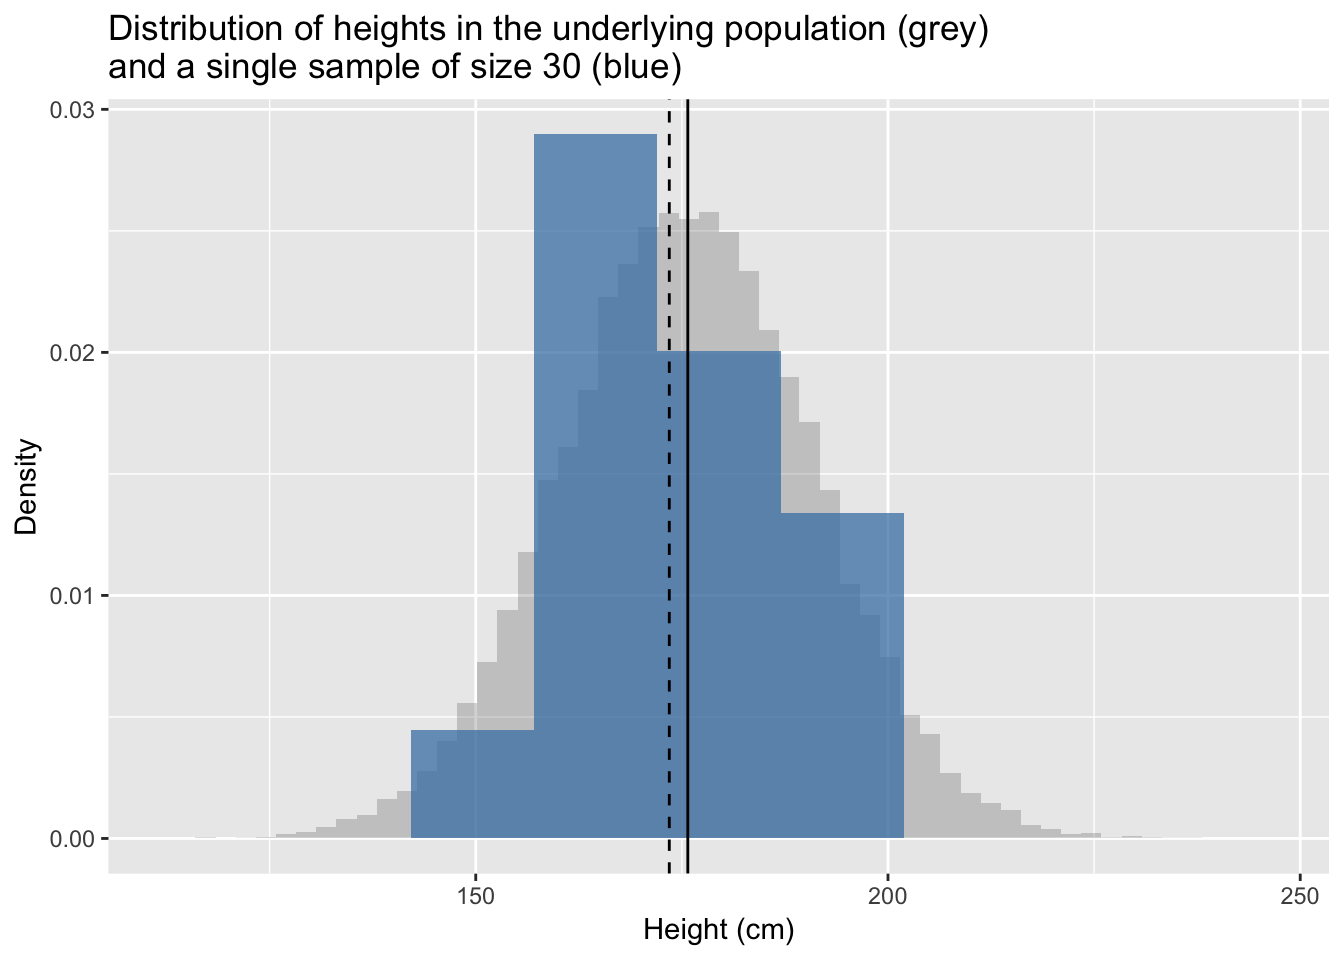 Distribution of heights in the underlying population (grey)
and a single sample of size 30 (blue)
0.03
0.02
0.01
0.00
Density
150
200
250
Height (cm)